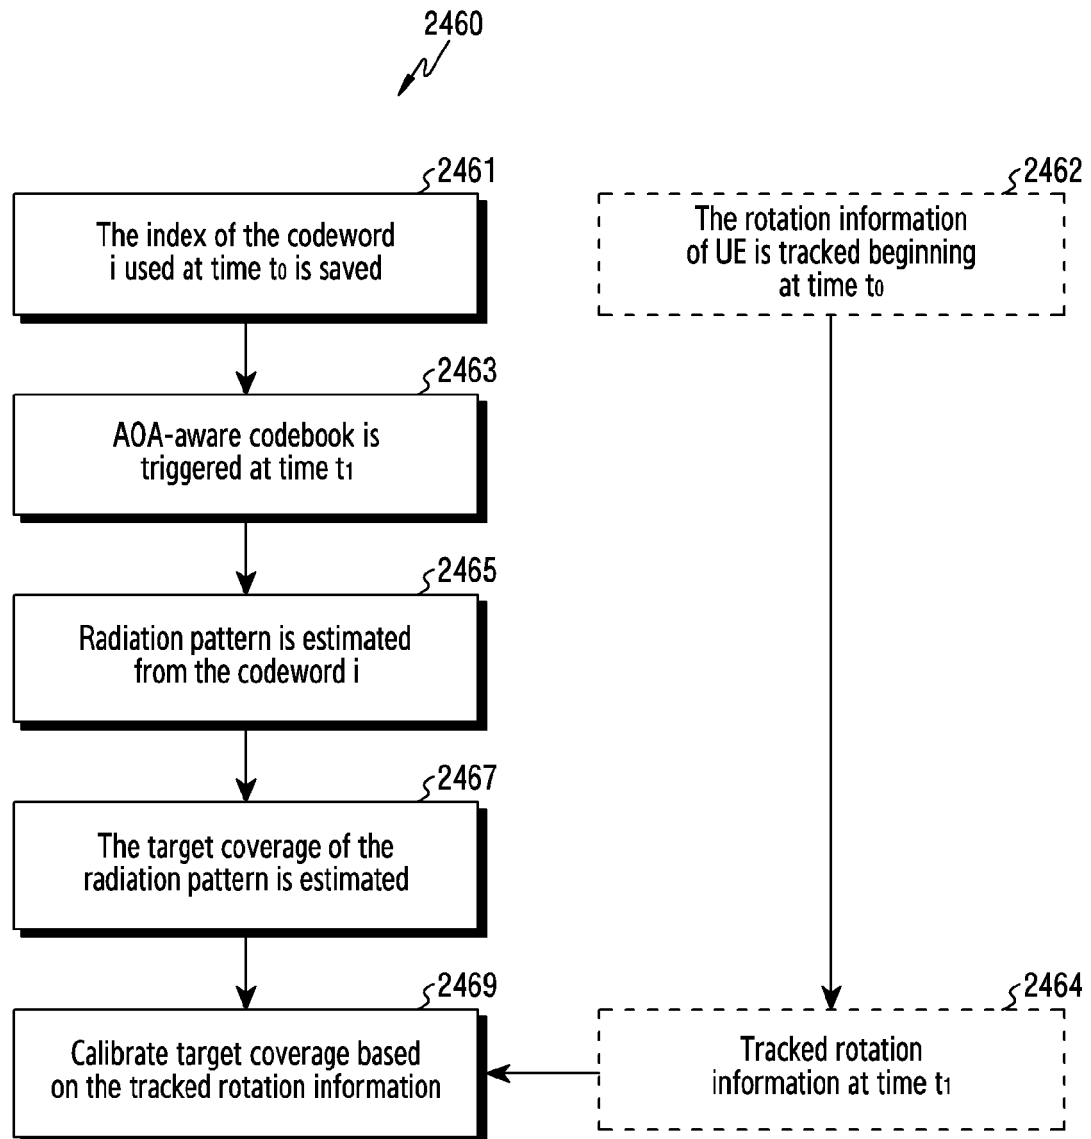 2460
2461
The index of the codeword
i used at time t₀ is saved
2462
The rotation information
of UE is tracked beginning
at time t₀
2463
AOA-aware codebook is
triggered at time t₁
2465
Radiation pattern is estimated
from the codeword i
2467
The target coverage of the
radiation pattern is estimated
2469
Calibrate target coverage based
on the tracked rotation information
2464
Tracked rotation
information at time t₁